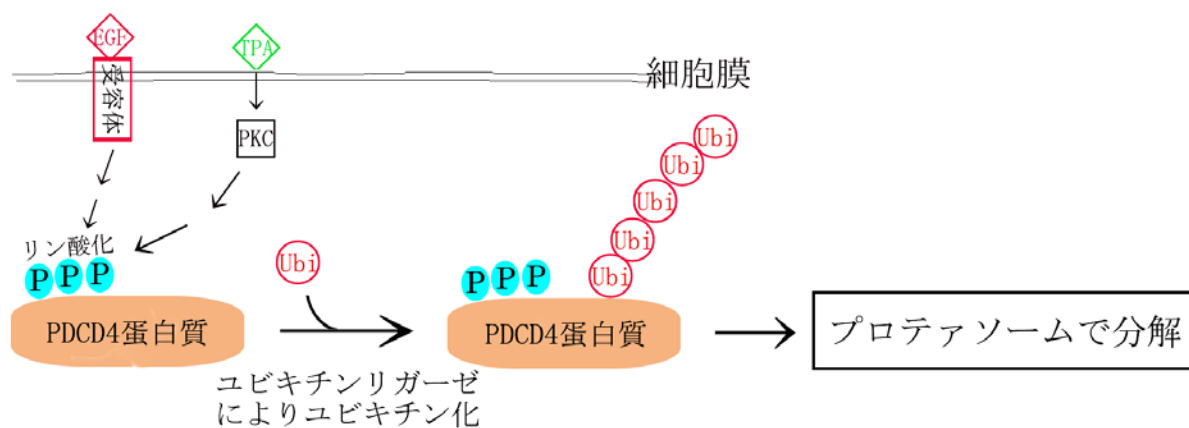 EGF
TPA
受容体
細胞膜
PKC
リン酸化
P P P
PDCD4蛋白質
Ubi
ユビキチンリガーゼ
によりユビキチン化
P P P
Ubi
Ubi
Ubi
Ubi
Ubi
PDCD4蛋白質
プロテアソームで分解